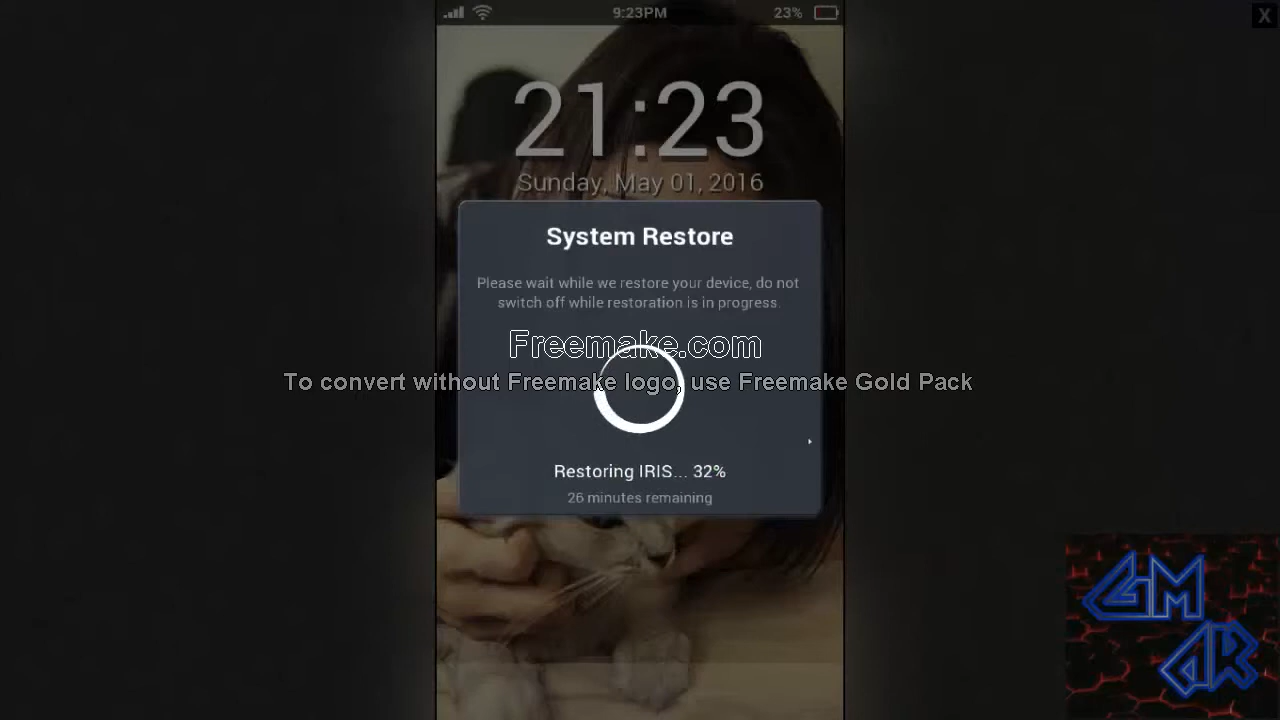 9:23PM
23%
X
21:23
Sunday, May 01, 2016
System Restore
Please wait while we restore your device, do not
switch off while restoration is in progress.
Freemake.com
To convert without Freemake logo, use Freemake Gold Pack
Restoring IRIS... 32%
26 minutes remaining
GM